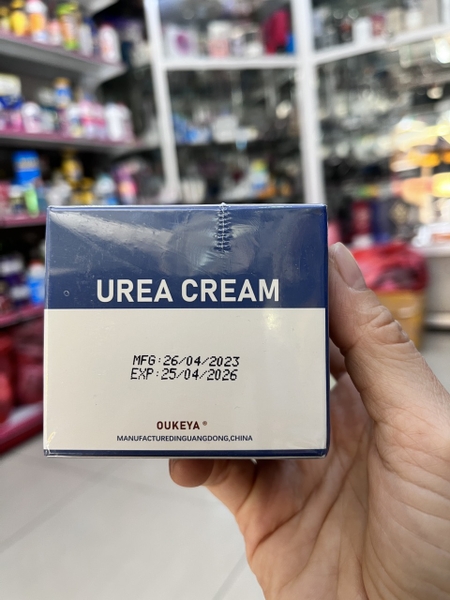 UREA CREAM
MFG:26/04/2023
EXP:25/04/2026
OUKEYA®
MANUFACTUREDINGUANGDONG,CHINA